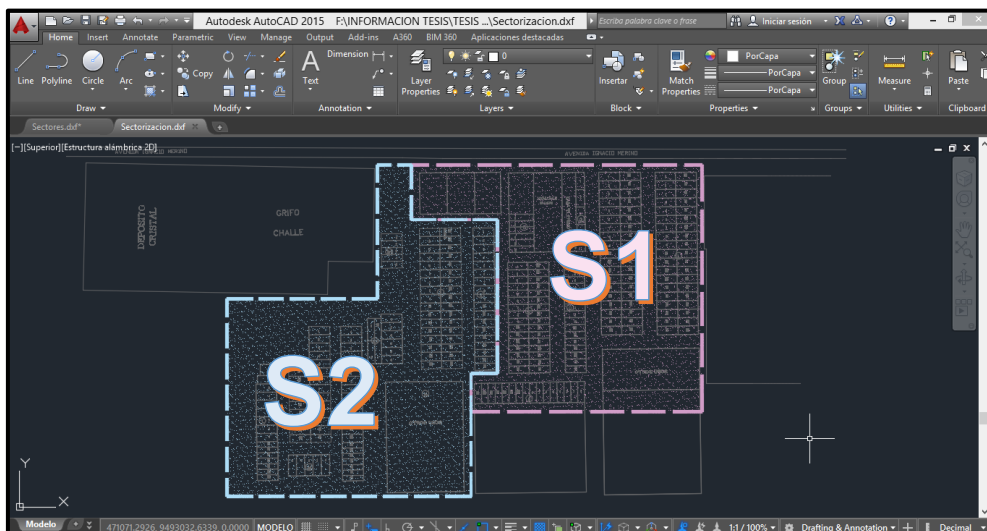 Autodesk AutoCAD 2015 F:\INFORMACION TESIS\TESIS ...\Sectorizacion.dxf
Escriba palabra clave o frase
Iniciar sesión
Home Insert Annotate Parametric View Manage Output Add-ins A360 BIM 360 Aplicaciones destacadas
Line Polyline Circle Arc
Copy
Text
Dimension
Layer Properties
0
Insertar
Match Properties
PorCapa
PorCapa
PorCapa
Group
Measure
Paste
Draw Modify Annotation Layers Block Properties Groups Utilities Clipboard
Sectores.dxf* Sectorizacion.dxf
[−][Superior][Estructura alámbrica 2D]
AVENIDA IGNACIO MERINO
AVENIDA IGNACIO MERINO
DEPOSITO
CRISTAL
GRIFO
CHALLE
S1
S2
Y
X
Modelo
471071.2926, 9493032.6339, 0.0000 MODELO
1:1 / 100% Drafting & Annotation Decimal